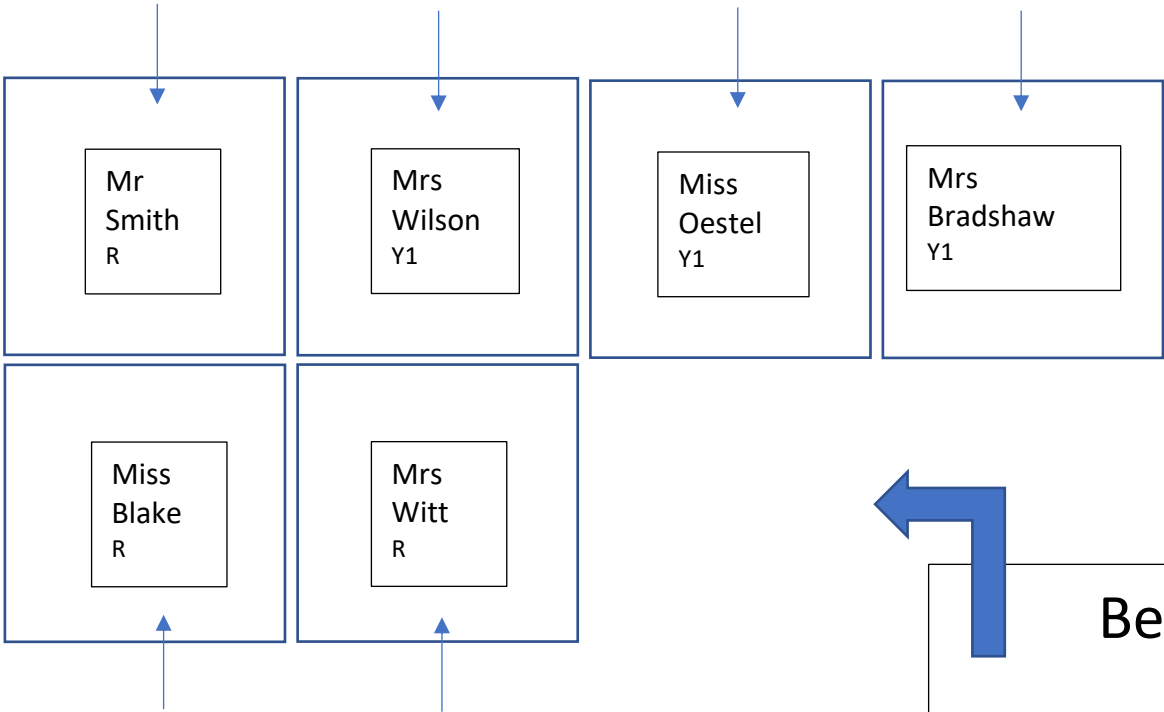 Mr
Smith
R
Mrs
Wilson
Y1
Miss
Oestel
Y1
Mrs
Bradshaw
Y1
Miss
Blake
R
Mrs
Witt
R
Be